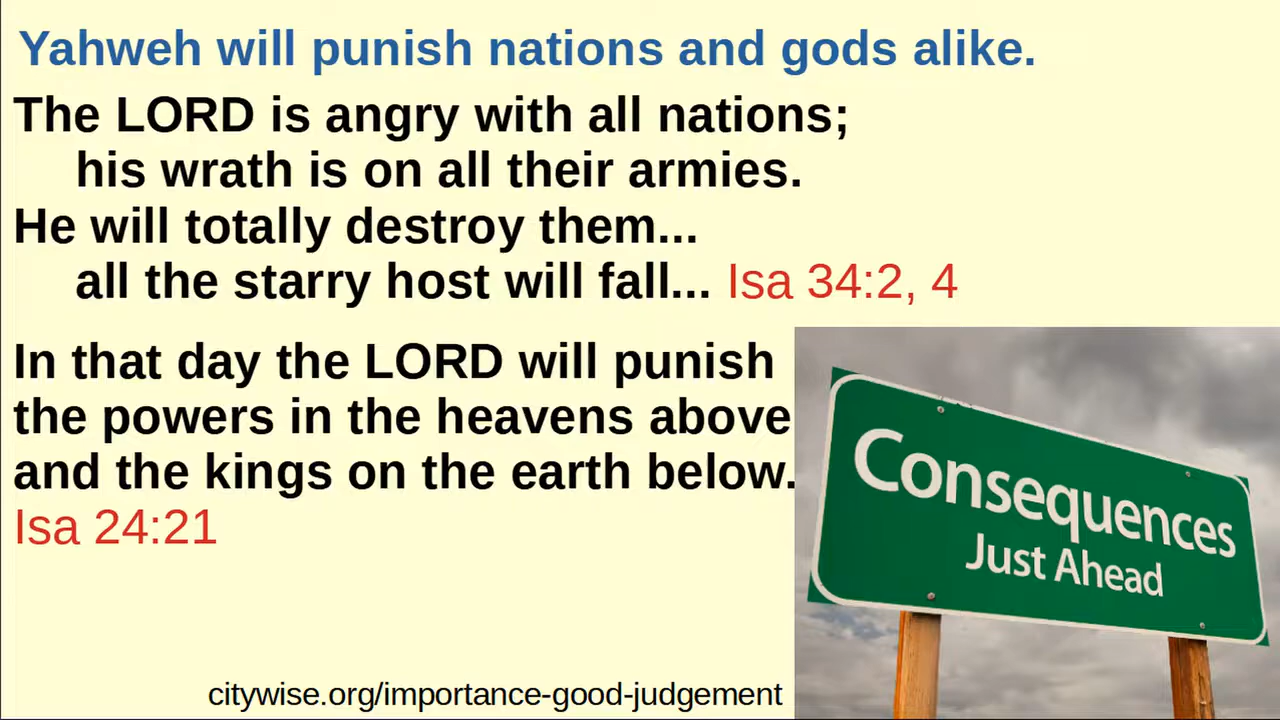 Yahweh will punish nations and gods alike.
The LORD is angry with all nations;
his wrath is on all their armies.
He will totally destroy them...
all the starry host will fall... Isa 34:2, 4
In that day the LORD will punish
the powers in the heavens above
and the kings on the earth below.
Isa 24:21
Consequences
Just Ahead
citywise.org/importance-good-judgement